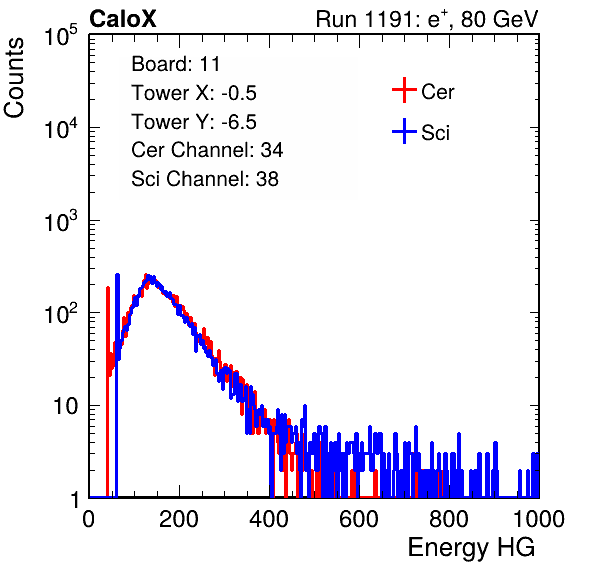 CaloX Run 1191: e⁺, 80 GeV
Counts
Board: 11
Tower X: -0.5
Tower Y: -6.5
Cer Channel: 34
Sci Channel: 38
Cer
Sci
10⁵
10⁴
10³
10²
10
1
0 200 400 600 800 1000
Energy HG